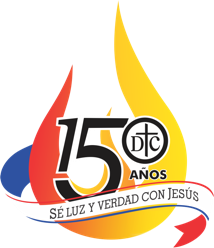 150
DTC
AÑOS
SÉ LUZ Y VERDAD CON JESÚS